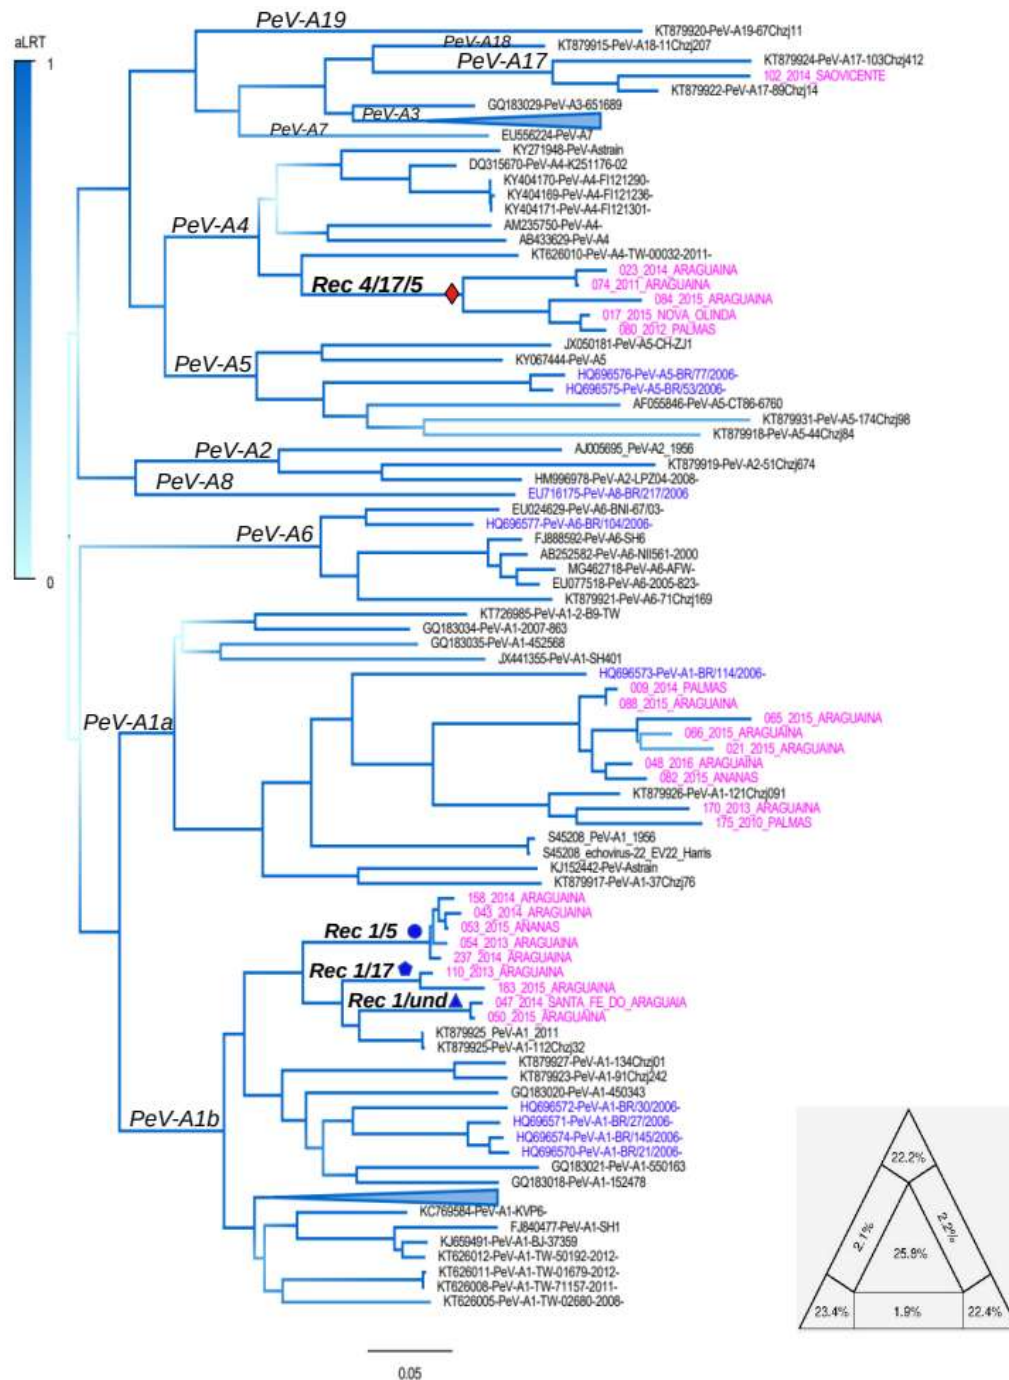 PeV-A19
aLRT
KT879920-PeV-A19-67Chzj11
PeV-A18
KT879915-PeV-A18-11Chzj207
1
PeV-A17
KT879924-PeV-A17-103Chzj412
102_2014_SAOVICENTE
KT879922-PeV-A17-89Chzj14
GQ183029-PeV-A3-651689
PeV-A3
PeV-A7
EU556224-PeV-A7
KY271948-PeV-Astrain
DQ315670-PeV-A4-K251176-02
KY404170-PeV-A4-FI121290-
KY404169-PeV-A4-FI121236-
KY404171-PeV-A4-FI121301-
PeV-A4
AM235750-PeV-A4-
AB433629-PeV-A4
KT626010-PeV-A4-TW-00032-2011-
023_2014_ARAGUAINA
Rec 4/17/5
074_2011_ARAGUAINA
084_2015_ARAGUAINA
017_2015_NOVA_OLINDA
080_2012_PALMAS
JX050181-PeV-A5-CH-ZJ1
PeV-A5
KY067444-PeV-A5
HQ696576-PeV-A5-BR/77/2006-
HQ696575-PeV-A5-BR/53/2006-
AF055846-PeV-A5-CT86-6760
KT879931-PeV-A5-174Chzj98
KT879918-PeV-A5-44Chzj84
PeV-A2
AJ005695_PeV-A2_1956
KT879919-PeV-A2-51Chzj674
PeV-A8
HM996978-PeV-A2-LPZ04-2008-
EU716175-PeV-A8-BR/217/2006
EU024629-PeV-A6-BNI-67/03-
HQ696577-PeV-A6-BR/104/2006-
PeV-A6
FJ888592-PeV-A6-SH6
AB252582-PeV-A6-NII561-2000
MG462718-PeV-A6-AFW-
0
EU077518-PeV-A6-2005-823-
KT879921-PeV-A6-71Chzj169
KT726985-PeV-A1-2-B9-TW
GQ183034-PeV-A1-2007-863
GQ183035-PeV-A1-452568
JX441355-PeV-A1-SH401
HQ696573-PeV-A1-BR/114/2006-
009_2014_PALMAS
088_2015_ARAGUAINA
PeV-A1a
065_2015_ARAGUAINA
066_2015_ARAGUAINA
021_2015_ARAGUAINA
048_2016_ARAGUAINA
082_2015_ANANAS
KT879926-PeV-A1-121Chzj091
170_2013_ARAGUAINA
175_2010_PALMAS
S45208_PeV-A1_1956
S45208_echovirus-22_EV22_Harris
KJ152442-PeV-Astrain
KT879917-PeV-A1-37Chzj76
158_2014_ARAGUAINA
043_2014_ARAGUAINA
Rec 1/5
053_2015_ANANAS
054_2013_ARAGUAINA
237_2014_ARAGUAINA
Rec 1/17
110_2013_ARAGUAINA
183_2015_ARAGUAINA
Rec 1/und
047_2014_SANTA_FE_DO_ARAGUAIA
050_2015_ARAGUAINA
KT879925_PeV-A1_2011
KT879925-PeV-A1-112Chzj32
KT879927-PeV-A1-134Chzj01
KT879923-PeV-A1-91Chzj242
GQ183020-PeV-A1-450343
PeV-A1b
HQ696572-PeV-A1-BR/30/2006-
HQ696571-PeV-A1-BR/27/2006-
HQ696574-PeV-A1-BR/145/2006-
HQ696570-PeV-A1-BR/21/2006-
GQ183021-PeV-A1-550163
GQ183018-PeV-A1-152478
KC769584-PeV-A1-KVP6-
FJ840477-PeV-A1-SH1
KJ659491-PeV-A1-BJ-37359
KT626012-PeV-A1-TW-50192-2012-
KT626011-PeV-A1-TW-01679-2012-
KT626008-PeV-A1-TW-71157-2011-
KT626005-PeV-A1-TW-02680-2008-
0.05
22.2%
2.1%
2.2%
25.8%
23.4%
1.9%
22.4%